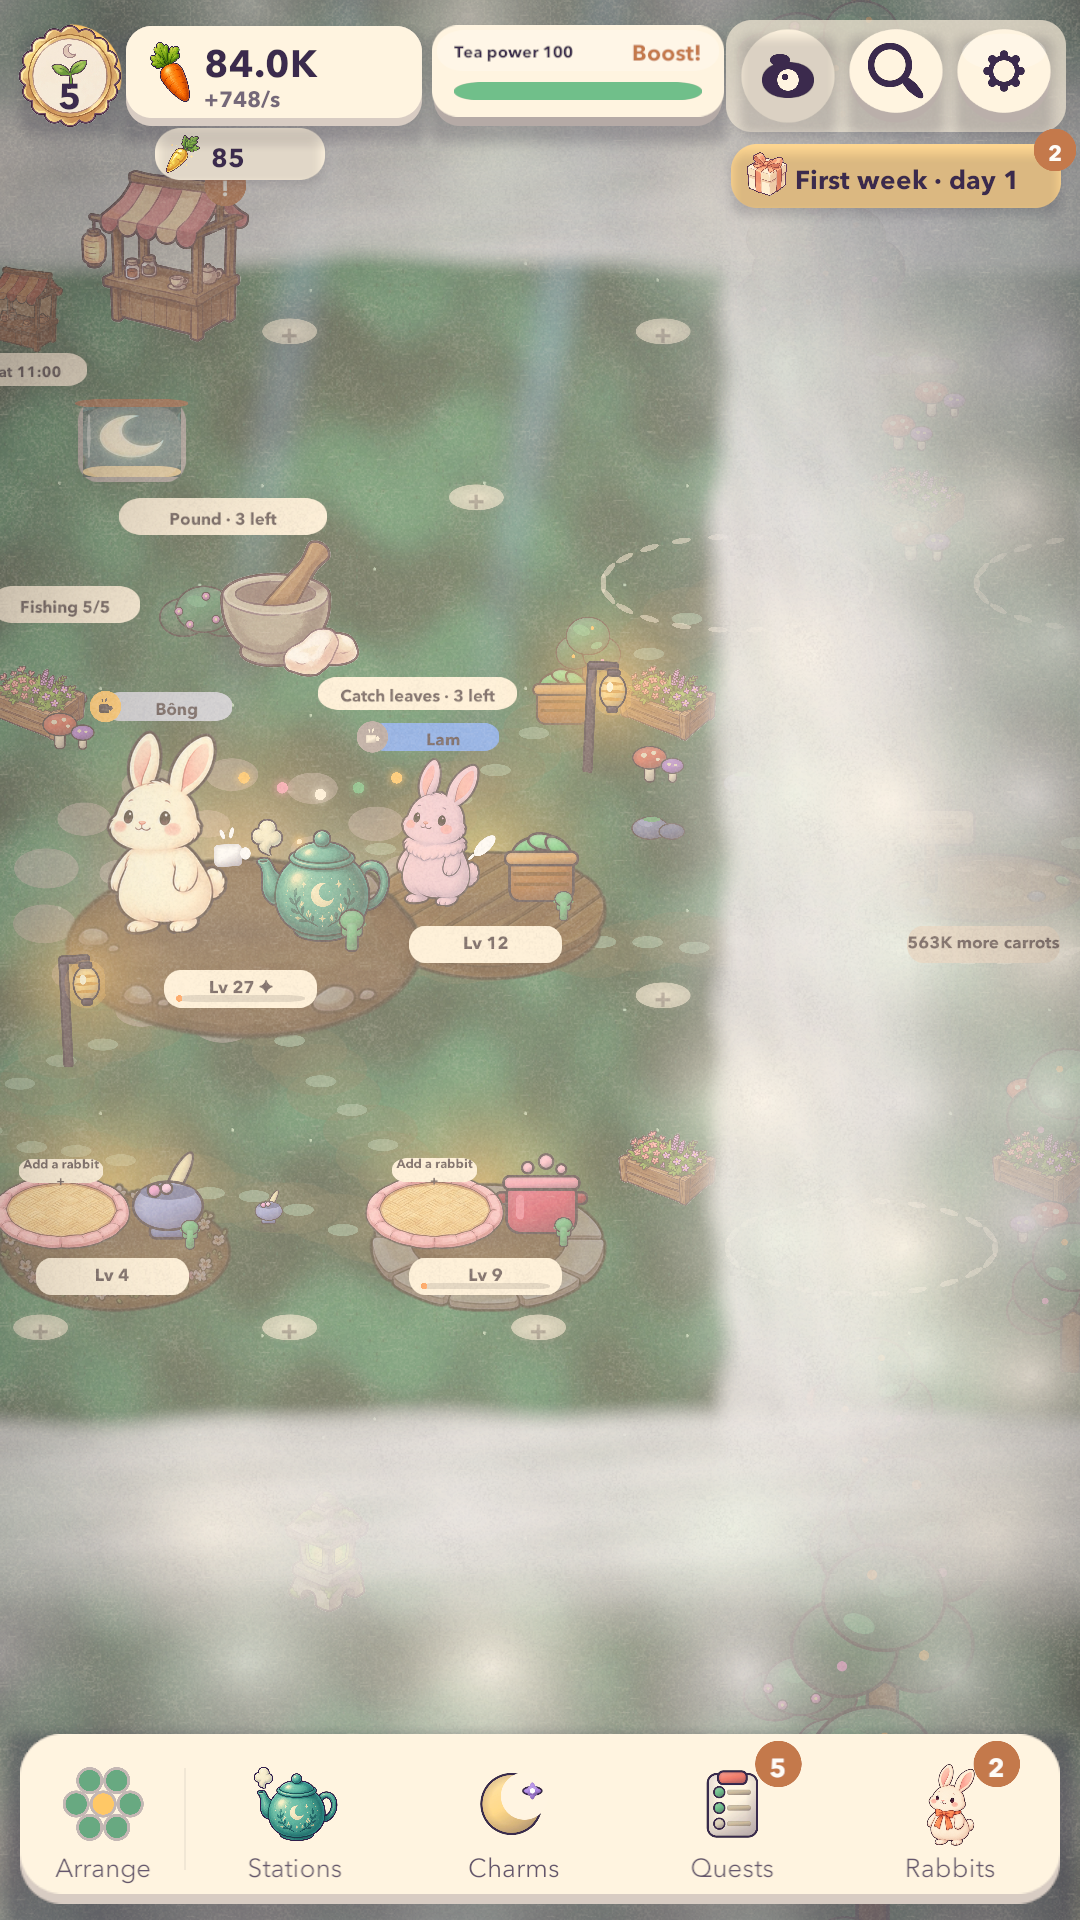 5
84.0K
+748/s
Tea power 100
Boost!
85
!
First week · day 1
2
at 11:00
Pound · 3 left
Fishing 5/5
Catch leaves · 3 left
Bông
Lam
Lv 12
563K more carrots
Lv 27
Add a rabbit
+
Add a rabbit
+
Lv 4
Lv 9
Arrange
Stations
Charms
5
Quests
2
Rabbits